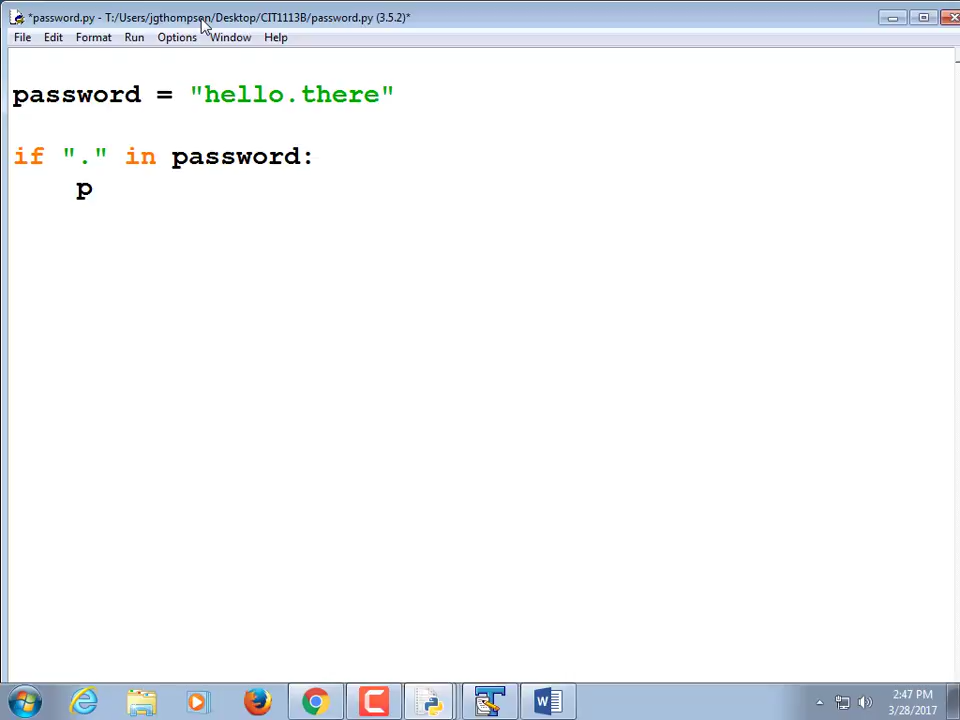 *password.py - T:/Users/jgthompson/Desktop/CIT1113B/password.py (3.5.2)*
File Edit Format Run Options Window Help
password = "hello.there"
if "." in password:
p
2:47 PM
3/28/2017